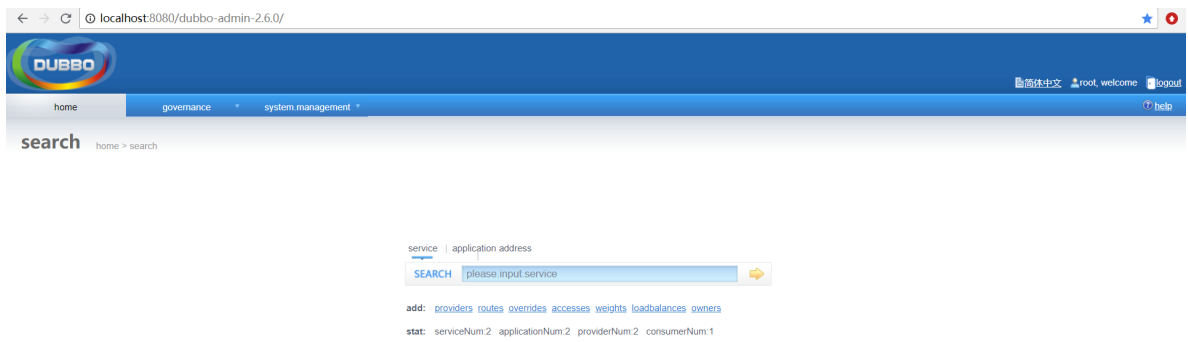 localhost:8080/dubbo-admin-2.6.0/
DUBBO
简体中文 root, welcome logout
home governance system management help
search home > search
service | application address
SEARCH please input service
add: providers routes overrides accesses weights loadbalances owners
stat: serviceNum:2 applicationNum:2 providerNum:2 consumerNum:1